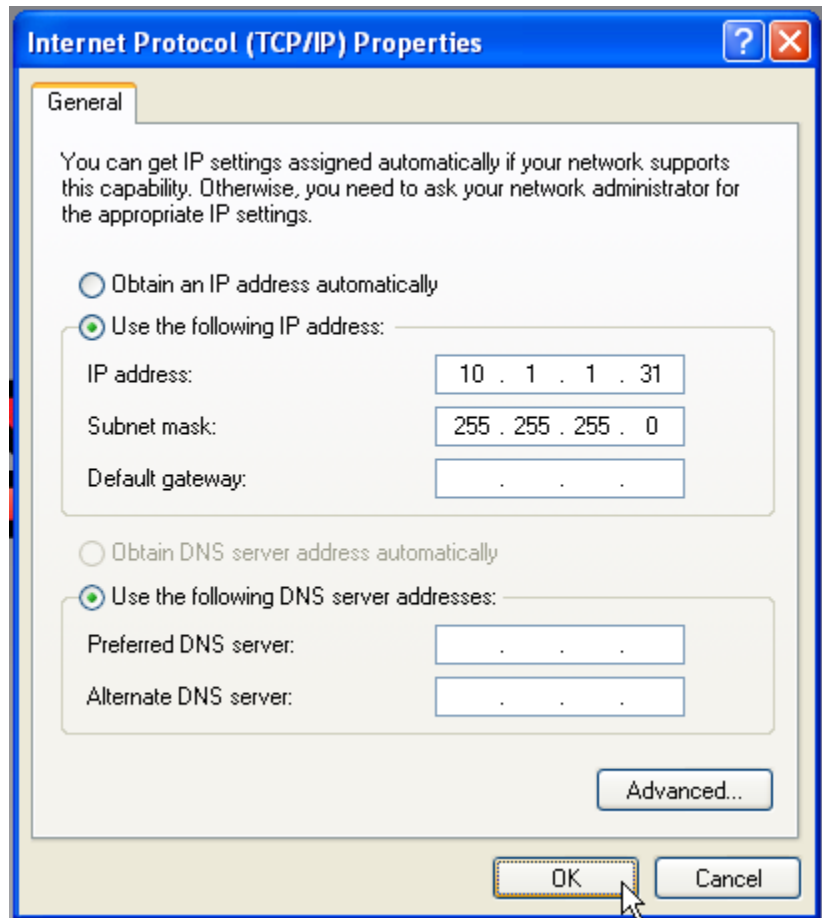 Internet Protocol (TCP/IP) Properties
General
You can get IP settings assigned automatically if your network supports
this capability. Otherwise, you need to ask your network administrator for
the appropriate IP settings.
Obtain an IP address automatically
Use the following IP address:
IP address: 10 . 1 . 1 . 31
Subnet mask: 255 . 255 . 255 . 0
Default gateway: . . .
Obtain DNS server address automatically
Use the following DNS server addresses:
Preferred DNS server: . . .
Alternate DNS server: . . .
Advanced...
OK Cancel